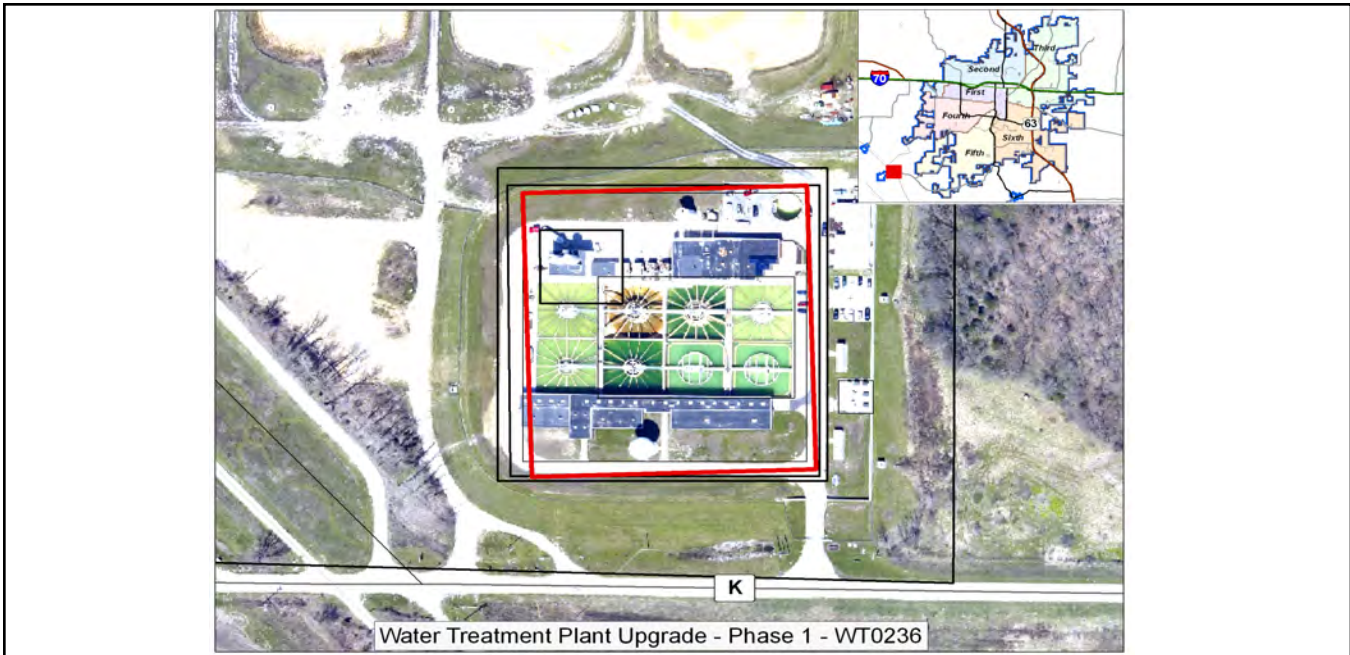 Third
Second
70
First
Fourth
63
Sixth
Fifth
K
Water Treatment Plant Upgrade - Phase 1 - WT0236